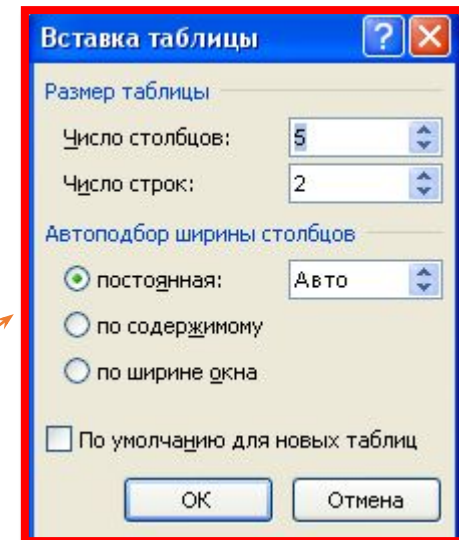 Вставка таблицы
Размер таблицы
Число столбцов: 5
Число строк: 2
Автоподбор ширины столбцов
постоянная: Авто
по содержимому
по ширине окна
По умолчанию для новых таблиц
ОК Отмена